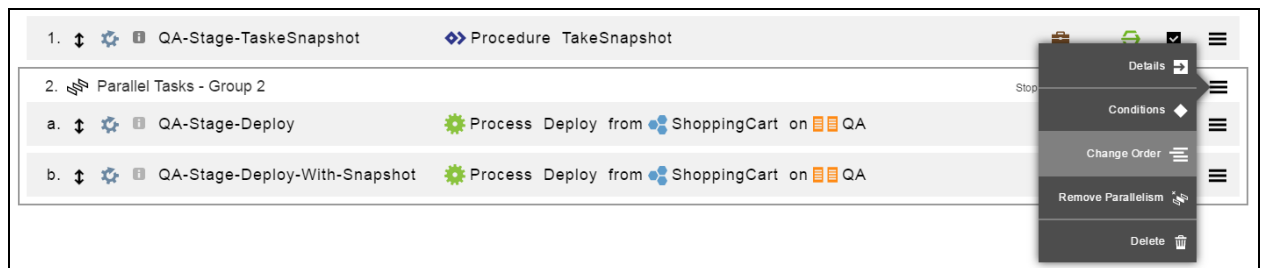 1. QA-Stage-TaskeSnapshot Procedure TakeSnapshot
Details
2. Parallel Tasks - Group 2 Stop
Conditions
a. QA-Stage-Deploy Process Deploy from ShoppingCart on QA
Change Order
b. QA-Stage-Deploy-With-Snapshot Process Deploy from ShoppingCart on QA
Remove Parallelism
Delete